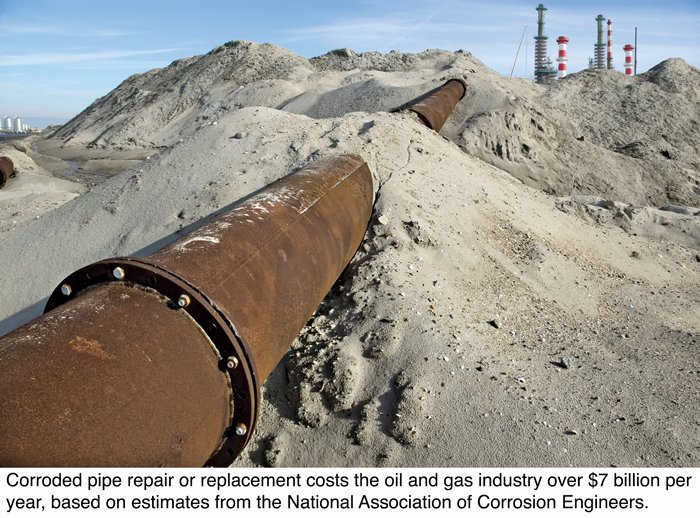 Corroded pipe repair or replacement costs the oil and gas industry over $7 billion per
year, based on estimates from the National Association of Corrosion Engineers.